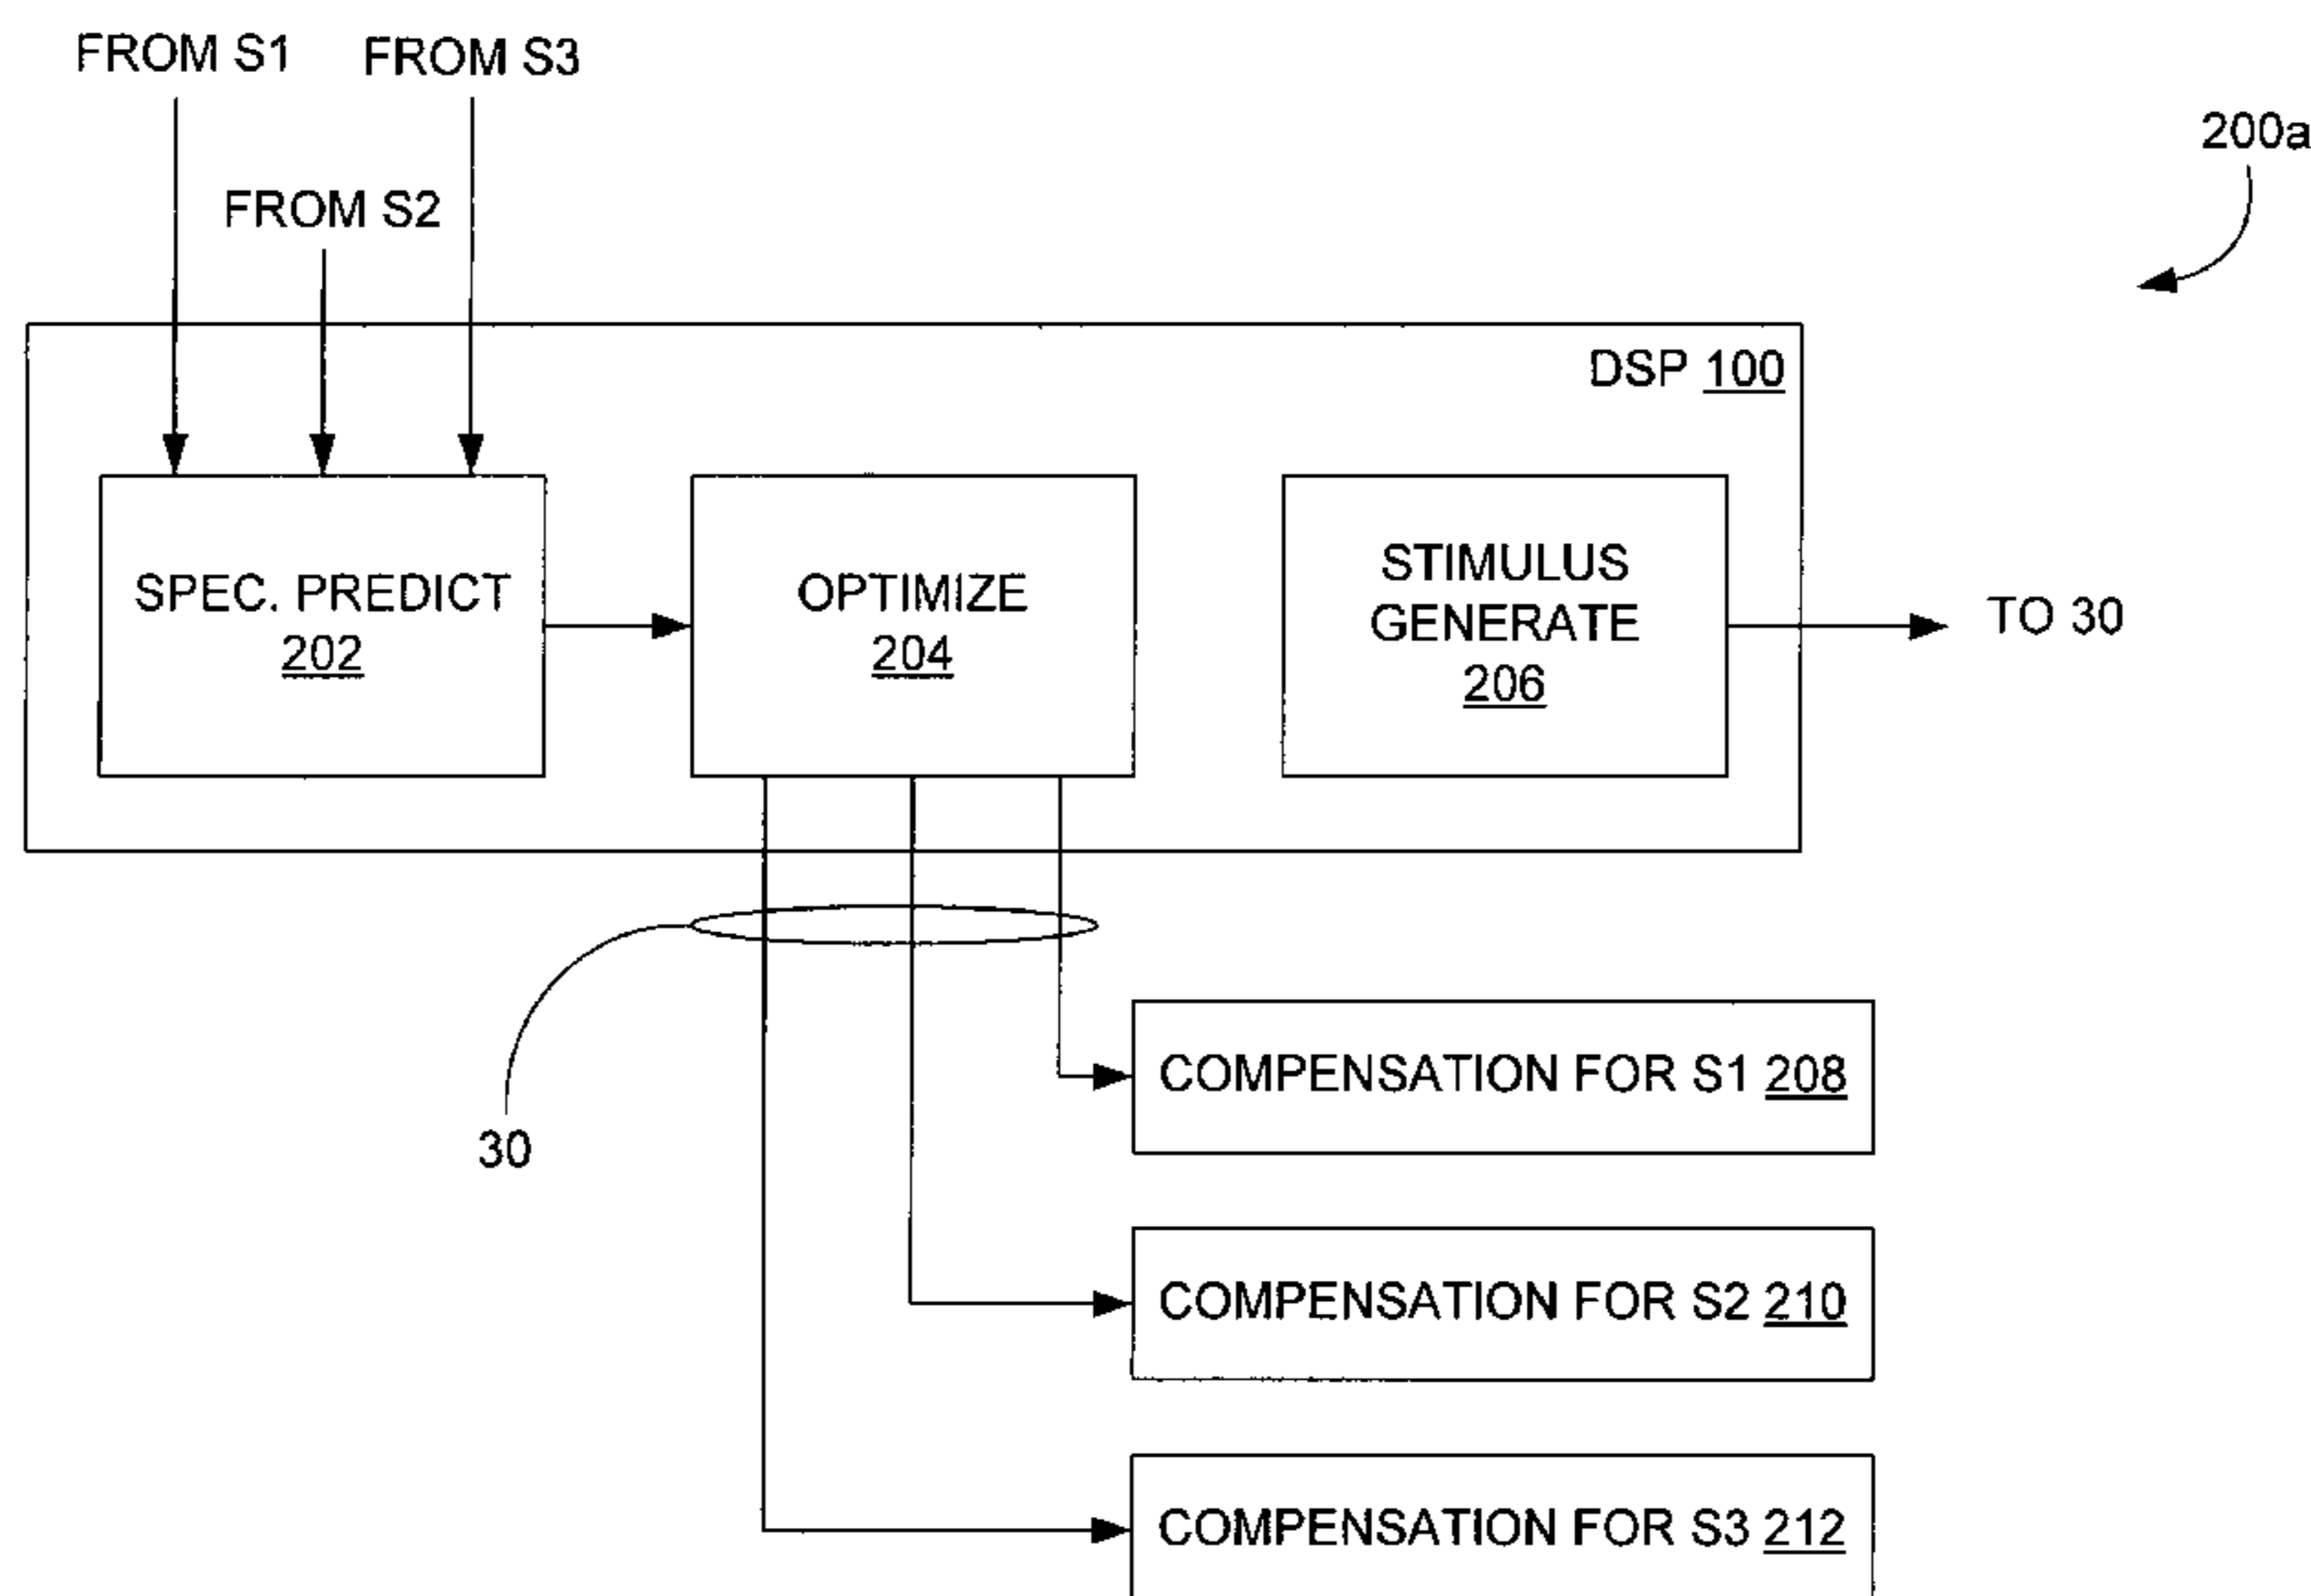 FROM S1
FROM S3
200a
FROM S2
DSP 100
SPEC. PREDICT
202
OPTIMIZE
204
STIMULUS
GENERATE
206
TO 30
30
COMPENSATION FOR S1 208
COMPENSATION FOR S2 210
COMPENSATION FOR S3 212